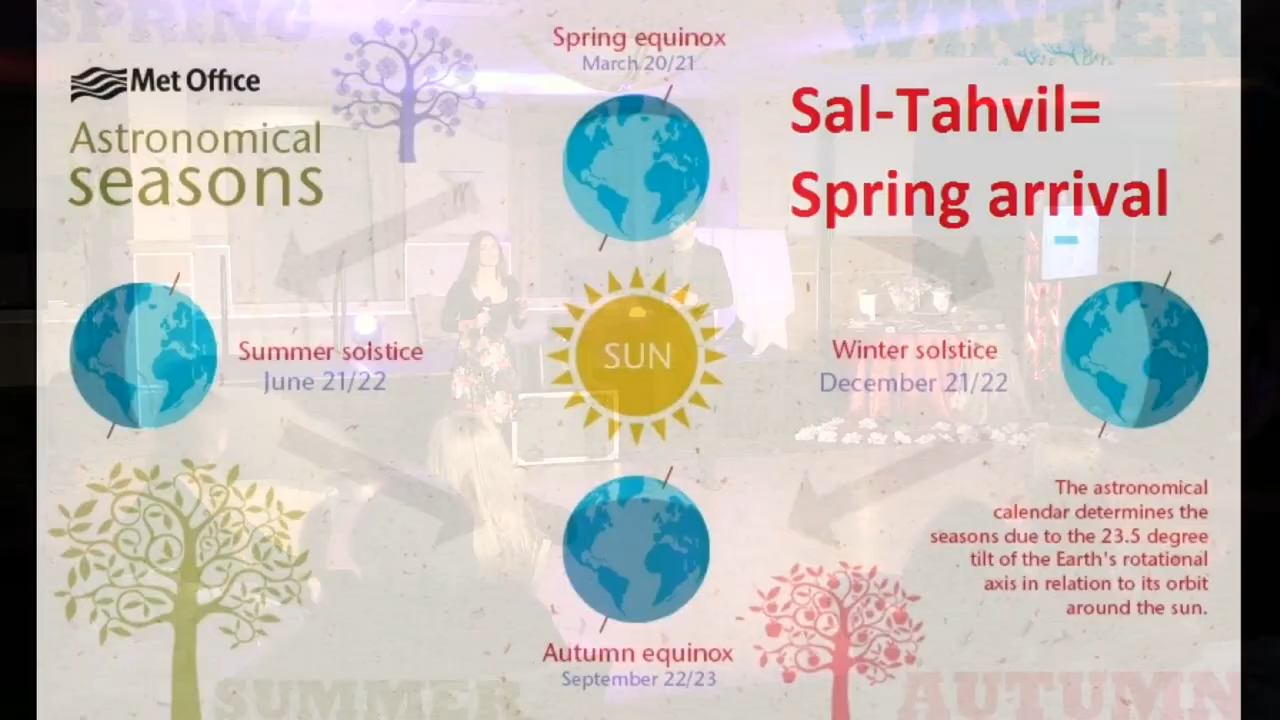 SPRING
WINTER
Met Office
Astronomical
seasons
Spring equinox
March 20/21
Sal-Tahvil=
Spring arrival
Summer solstice
June 21/22
SUN
Winter solstice
December 21/22
The astronomical
calendar determines the
seasons due to the 23.5 degree
tilt of the Earth's rotational
axis in relation to its orbit
around the sun.
Autumn equinox
September 22/23
SUMMER
AUTUMN